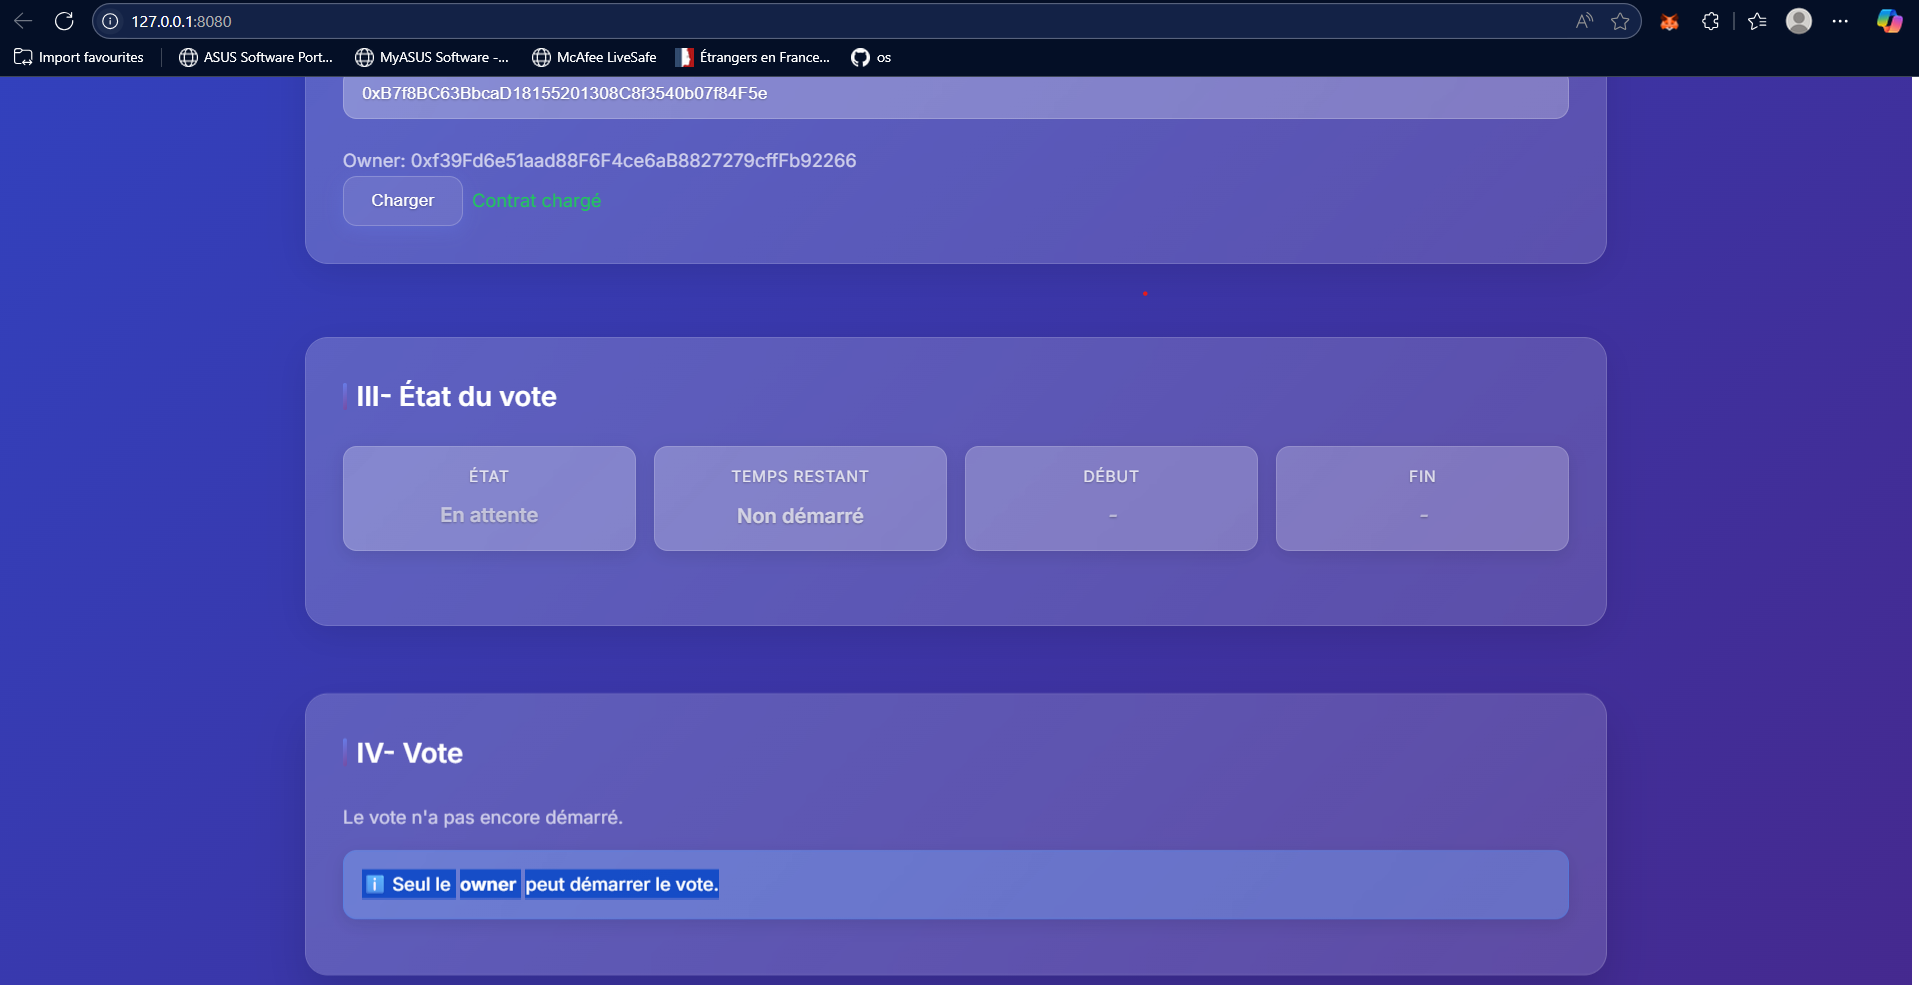 127.0.0.1:8080
Import favourites
ASUS Software Port...
MyASUS Software -...
McAfee LiveSafe
Étrangers en France...
os
0xB7f8BC63BbcaD18155201308C8f3540b07f84F5e
Owner: 0xf39Fd6e51aad88F6F4ce6aB8827279cffFb92266
Charger
Contrat chargé
III- État du vote
ÉTAT
En attente
TEMPS RESTANT
Non démarré
DÉBUT
-
FIN
-
IV- Vote
Le vote n'a pas encore démarré.
ℹ️ Seul le owner peut démarrer le vote.